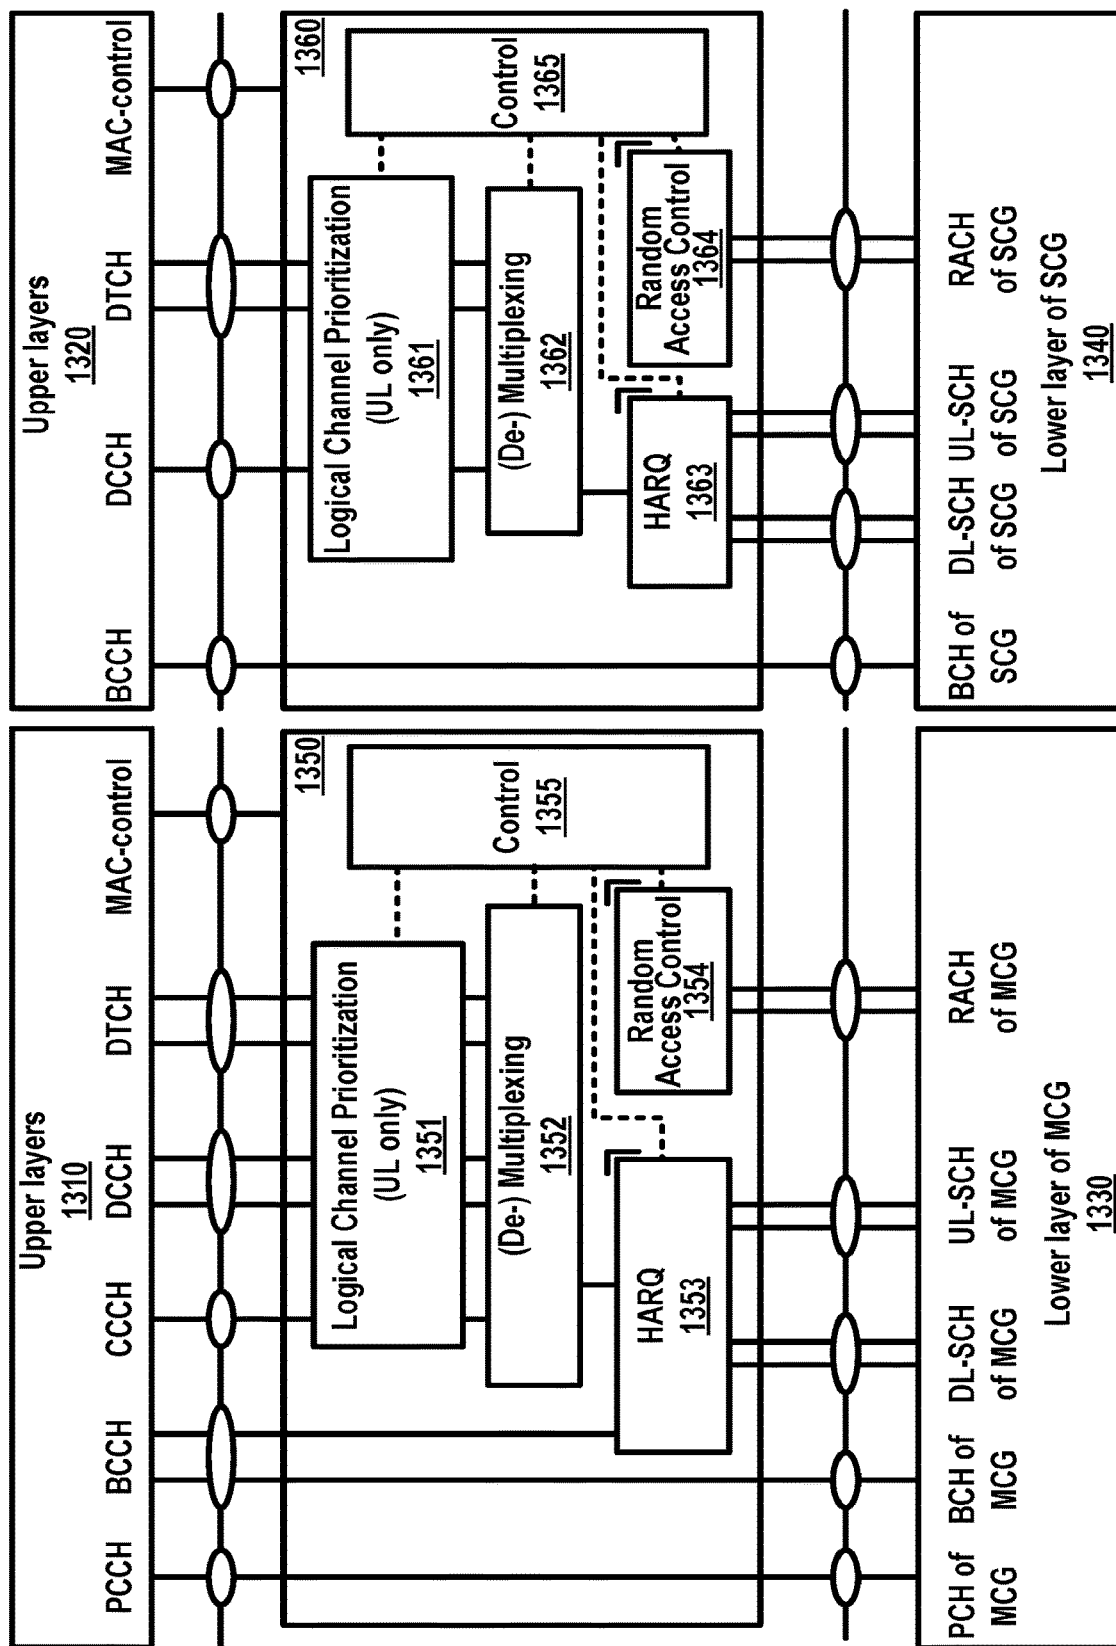 Upper layers
1310
PCCH
BCCH
CCCH
DCCH
DTCH
MAC-control
1350
Logical Channel Prioritization
(UL only)
1351
(De-) Multiplexing
1352
HARQ
1353
Random
Access Control
1354
Control
1355
PCH of
MCG
BCH of
MCG
DL-SCH
of MCG
UL-SCH
of MCG
RACH
of MCG
Lower layer of MCG
1330
Upper layers
1320
BCCH
DCCH
DTCH
MAC-control
1360
Logical Channel Prioritization
(UL only)
1361
(De-) Multiplexing
1362
HARQ
1363
Random
Access Control
1364
Control
1365
BCH of
SCG
DL-SCH
of SCG
UL-SCH
of SCG
RACH
of SCG
Lower layer of SCG
1340